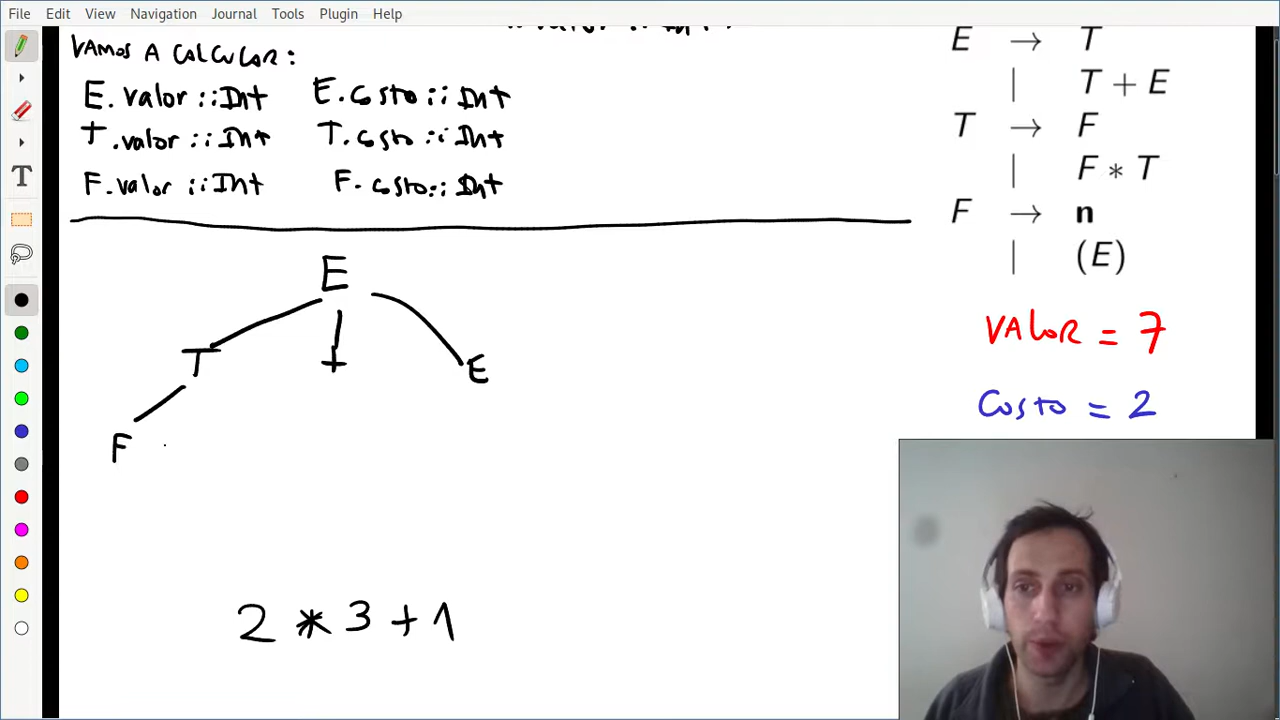 File Edit View Navigation Journal Tools Plugin Help
VAMOS A CALCULAR:
E.valor :: Int E.costo :: Int
T.valor :: Int T.costo :: Int
F.valor :: Int F.costo :: Int
E → T
| T + E
T → F
| F * T
F → n
| (E)
VALOR = 7
Costo = 2
E
T + E
F
2 * 3 + 1
T